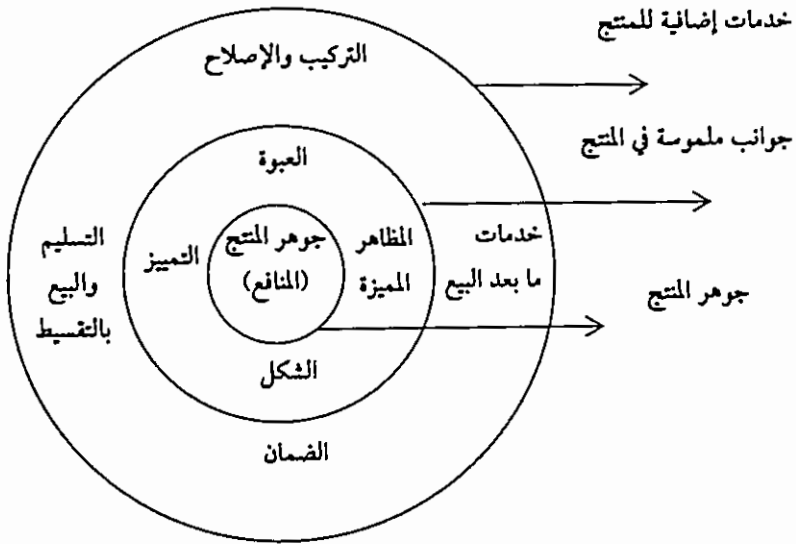 خدمات إضافية للمنتج
التركيب والإصلاح
جوانب ملموسة في المنتج
العبوة
جوهر المنتج
(المنافع)
المظاهر
المميزة
خدمات
ما بعد البيع
التمييز
التسليم
والبيع
بالتقسيط
جوهر المنتج
الشكل
الضمان